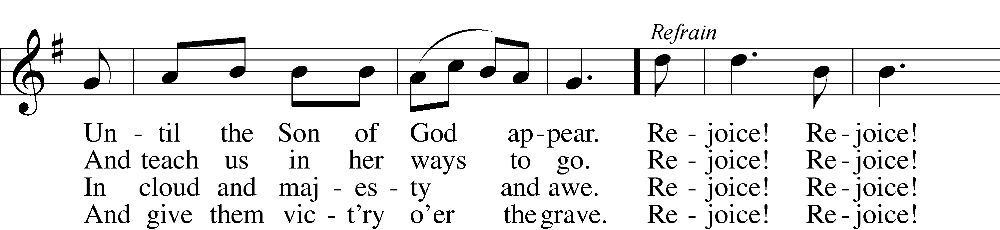 Refrain
Un - til the Son of God ap - pear. Re - joice! Re - joice!
And teach us in her ways to go. Re - joice! Re - joice!
In cloud and maj - es - ty and awe. Re - joice! Re - joice!
And give them vic - t’ry o’er the grave. Re - joice! Re - joice!